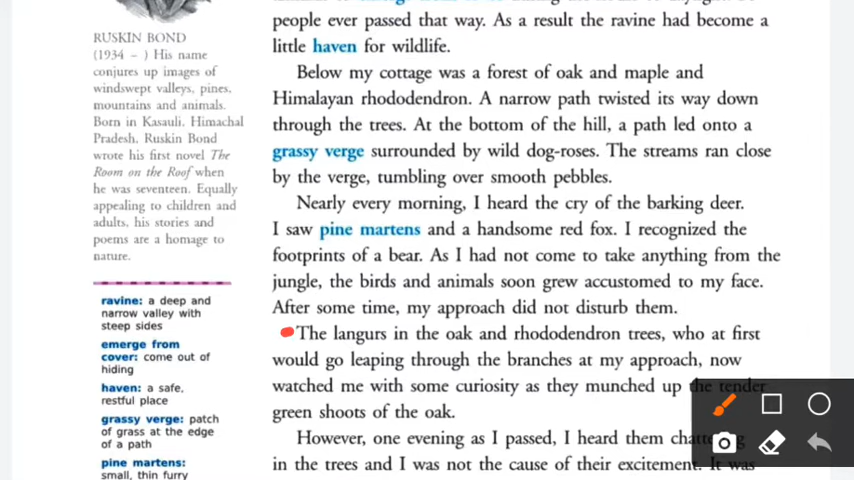 people ever passed that way. As a result the ravine had become a
little haven for wildlife.
Below my cottage was a forest of oak and maple and
Himalayan rhododendron. A narrow path twisted its way down
through the trees. At the bottom of the hill, a path led onto a
grassy verge surrounded by wild dog-roses. The streams ran close
by the verge, tumbling over smooth pebbles.
Nearly every morning, I heard the cry of the barking deer.
I saw pine martens and a handsome red fox. I recognized the
footprints of a bear. As I had not come to take anything from the
jungle, the birds and animals soon grew accustomed to my face.
After some time, my approach did not disturb them.
The langurs in the oak and rhododendron trees, who at first
would go leaping through the branches at my approach, now
watched me with some curiosity as they munched up the tender
green shoots of the oak.
However, one evening as I passed, I heard them
in the trees and I was not the cause of their excitement. It was
RUSKIN BOND
(1934 – ) His name
conjures up images of
windswept valleys, pines,
mountains and animals.
Born in Kasauli, Himachal
Pradesh, Ruskin Bond
wrote his first novel The
Room on the Roof when
he was seventeen. Equally
appealing to children and
adults, his stories and
poems are a homage to
nature.
ravine: a deep and
narrow valley with
steep sides
emerge from
cover: come out of
hiding
haven: a safe,
restful place
grassy verge: patch
of grass at the edge
of a path
pine martens:
small, thin furry